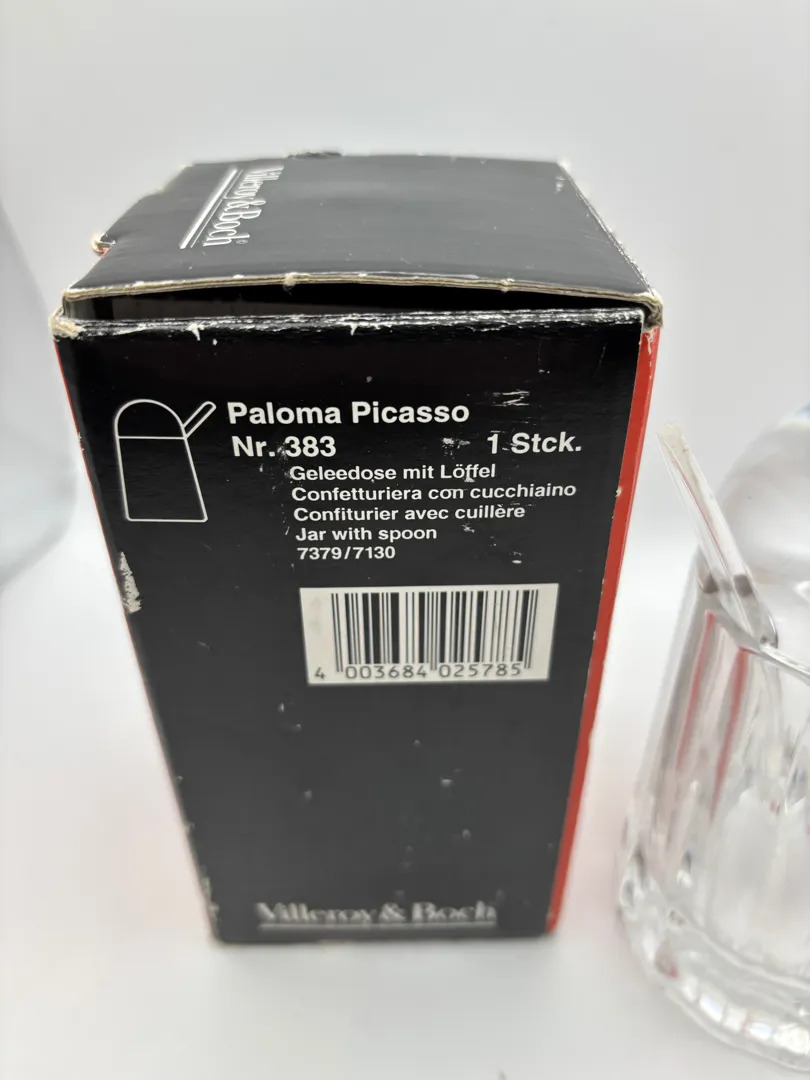 Villeroy & Boch®
Paloma Picasso
Nr. 383 1 Stck.
Geleedose mit Löffel
Confetturiera con cucchiaino
Confiturier avec cuillère
Jar with spoon
7379/7130
4 003684 025785
Villeroy & Boch